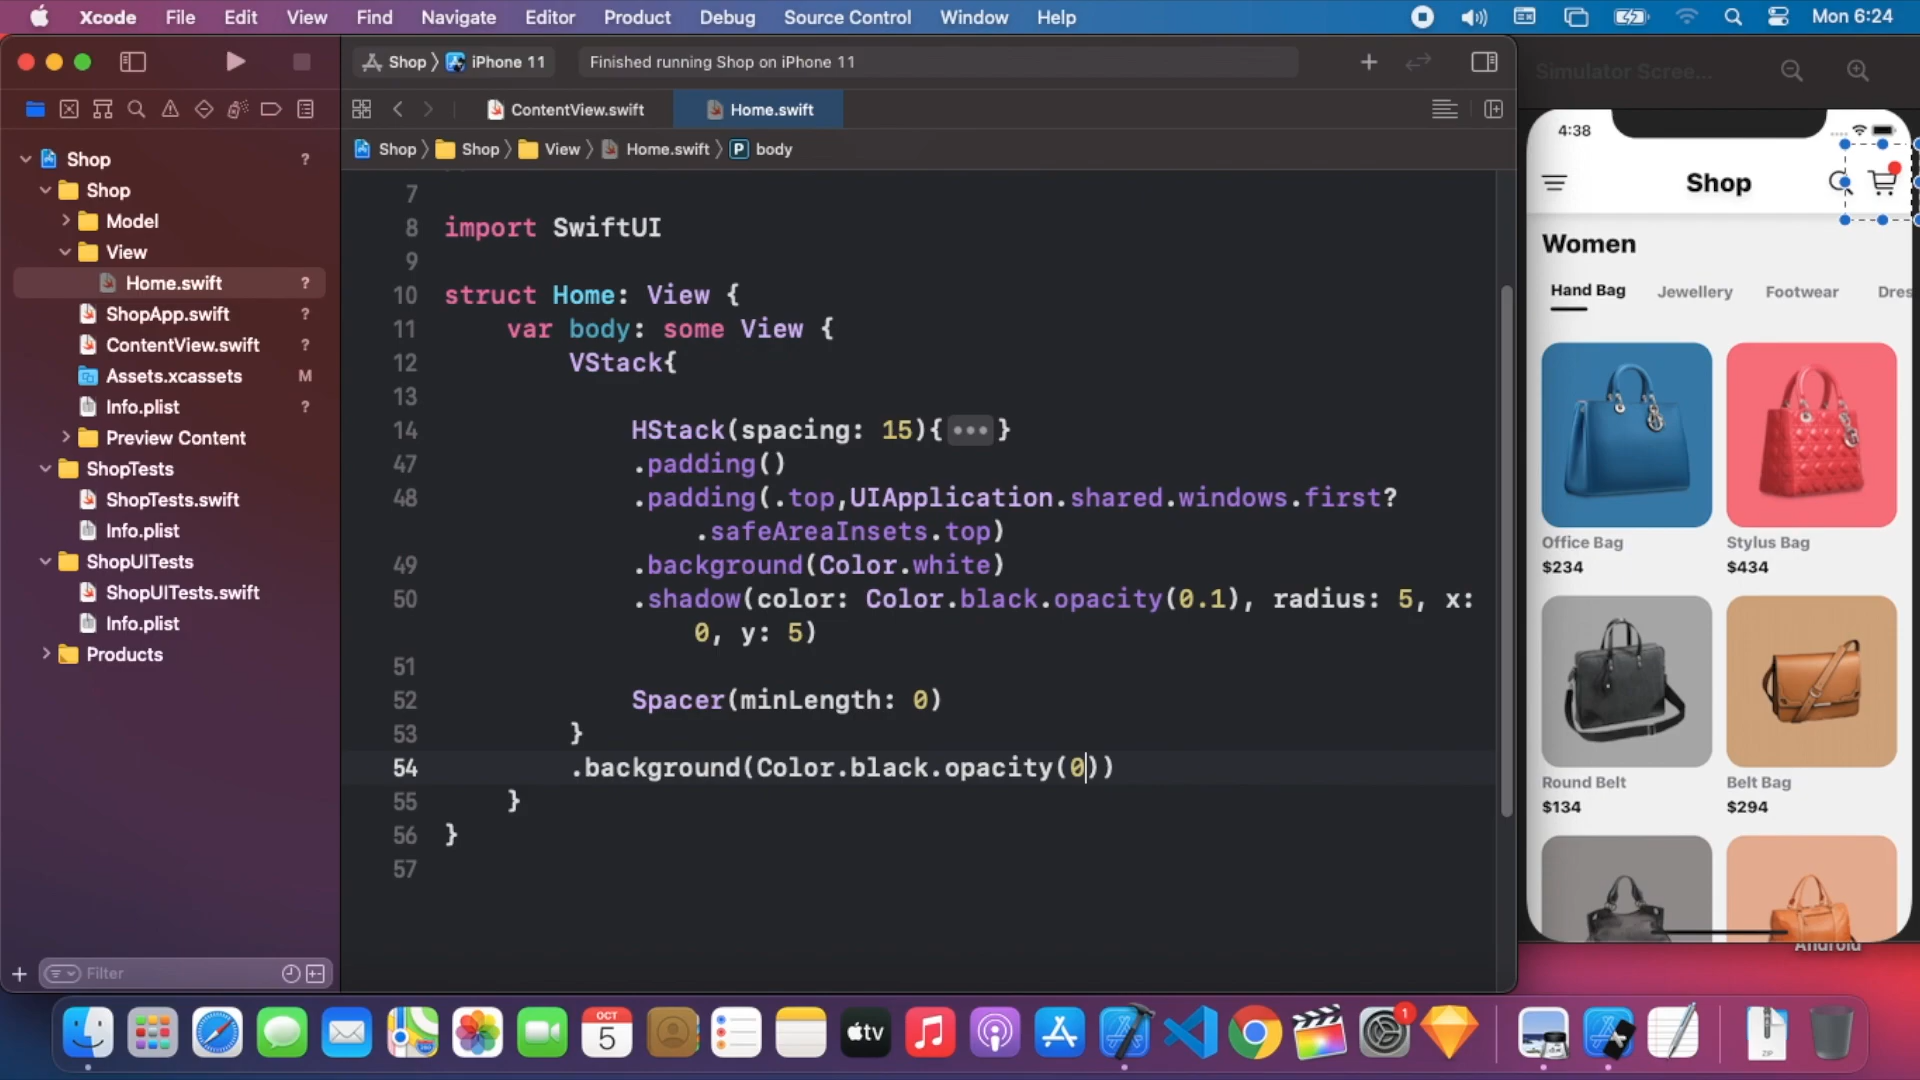 Xcode File Edit View Find Navigate Editor Product Debug Source Control Window Help Mon 6:24
Shop iPhone 11 Finished running Shop on iPhone 11
Simulator Scree...
ContentView.swift Home.swift
Shop Shop View Home.swift P body
Shop ?
Shop
Model
View
Home.swift ?
ShopApp.swift ?
ContentView.swift ?
Assets.xcassets M
Info.plist ?
Preview Content
ShopTests
ShopTests.swift
Info.plist
ShopUITests
ShopUITests.swift
Info.plist
Products
Filter
7
8 import SwiftUI
9
10 struct Home: View {
11 var body: some View {
12 VStack{
13
14 HStack(spacing: 15){•••}
47 .padding()
48 .padding(.top,UIApplication.shared.windows.first?
.safeAreaInsets.top)
49 .background(Color.white)
50 .shadow(color: Color.black.opacity(0.1), radius: 5, x:
0, y: 5)
51
52 Spacer(minLength: 0)
53 }
54 .background(Color.black.opacity(0))
55 }
56 }
57
4:38
Shop
Women
Hand Bag Jewellery Footwear Dres
Office Bag Stylus Bag
$234 $434
Round Belt Belt Bag
$134 $294
Android
OCT
5
tv
1
ZIP